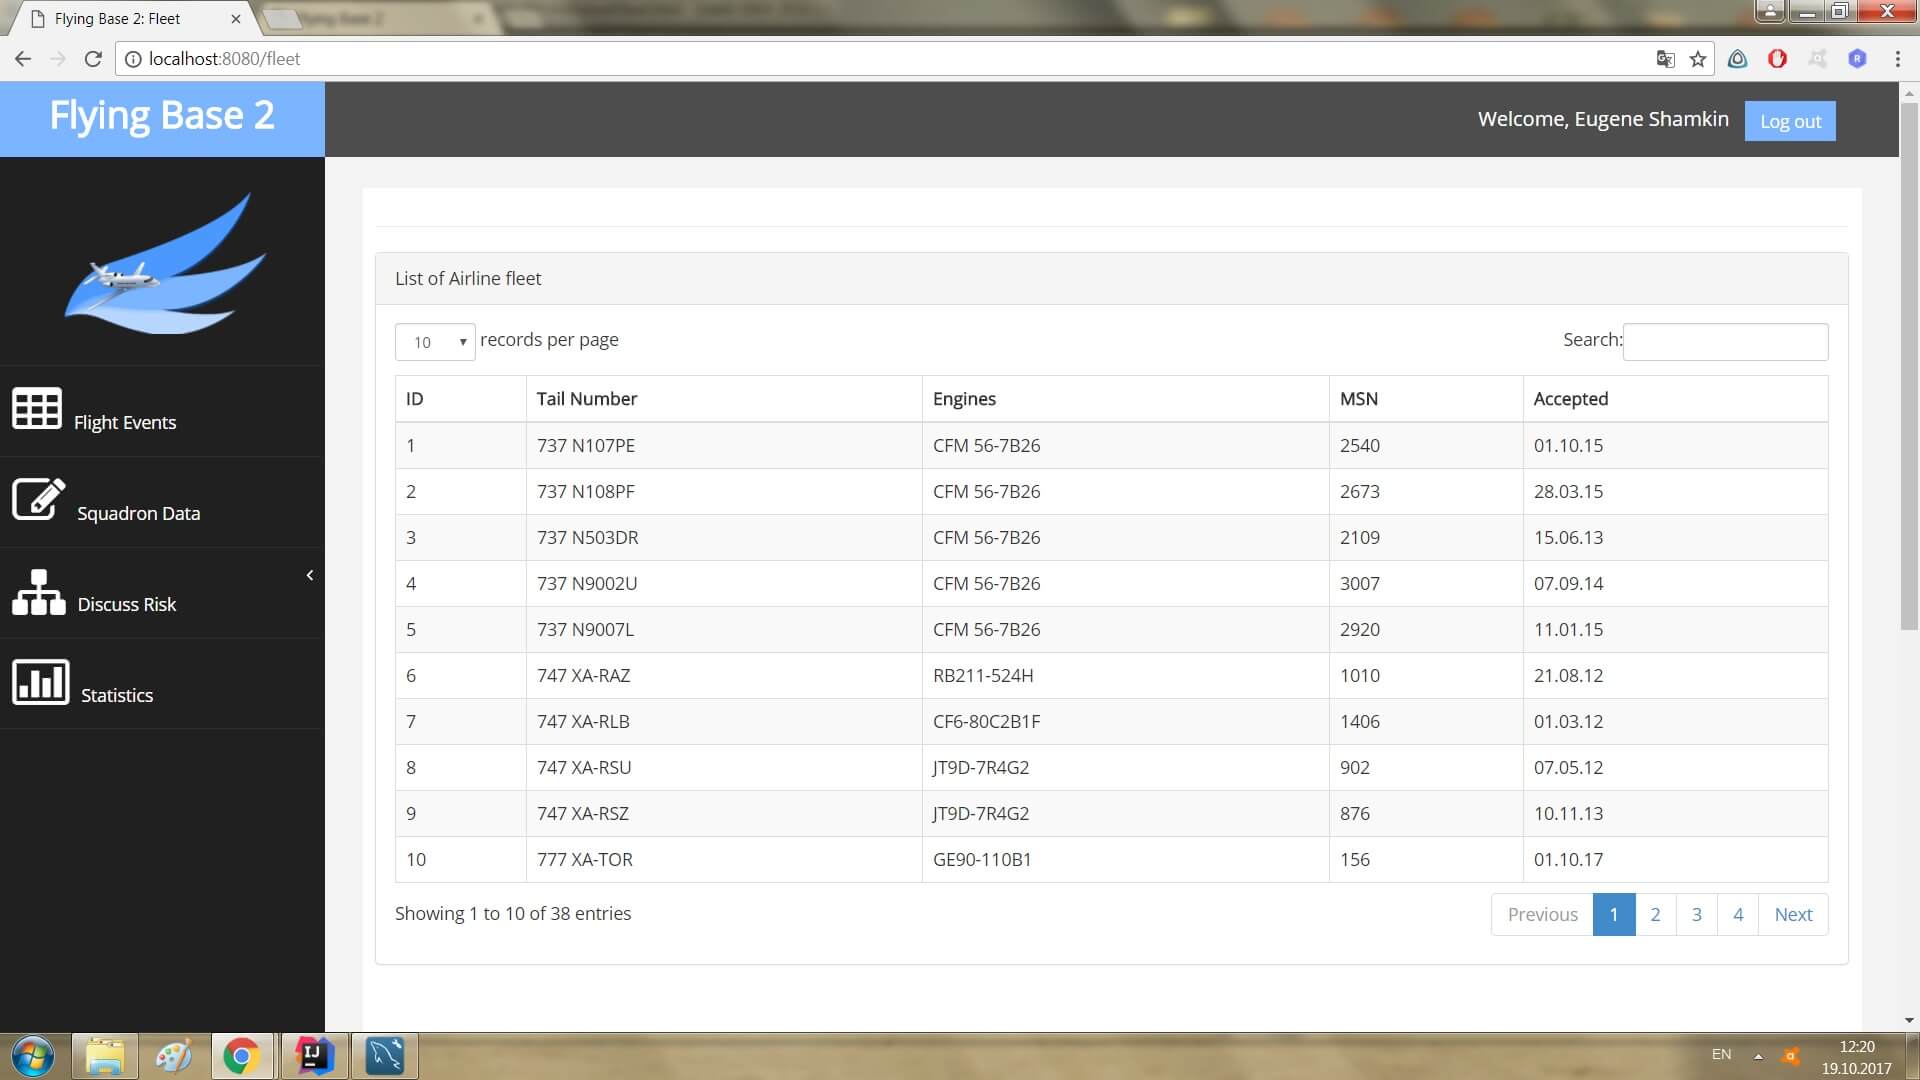 Flying Base 2: Fleet
localhost:8080/fleet
Flying Base 2
Welcome, Eugene Shamkin
Log out
Flight Events
Squadron Data
Discuss Risk
Statistics
List of Airline fleet
10 records per page
Search:
ID Tail Number Engines MSN Accepted
1 737 N107PE CFM 56-7B26 2540 01.10.15
2 737 N108PF CFM 56-7B26 2673 28.03.15
3 737 N503DR CFM 56-7B26 2109 15.06.13
4 737 N9002U CFM 56-7B26 3007 07.09.14
5 737 N9007L CFM 56-7B26 2920 11.01.15
6 747 XA-RAZ RB211-524H 1010 21.08.12
7 747 XA-RLB CF6-80C2B1F 1406 01.03.12
8 747 XA-RSU JT9D-7R4G2 902 07.05.12
9 747 XA-RSZ JT9D-7R4G2 876 10.11.13
10 777 XA-TOR GE90-110B1 156 01.10.17
Showing 1 to 10 of 38 entries
Previous 1 2 3 4 Next
IJ
EN
12:20
19.10.2017